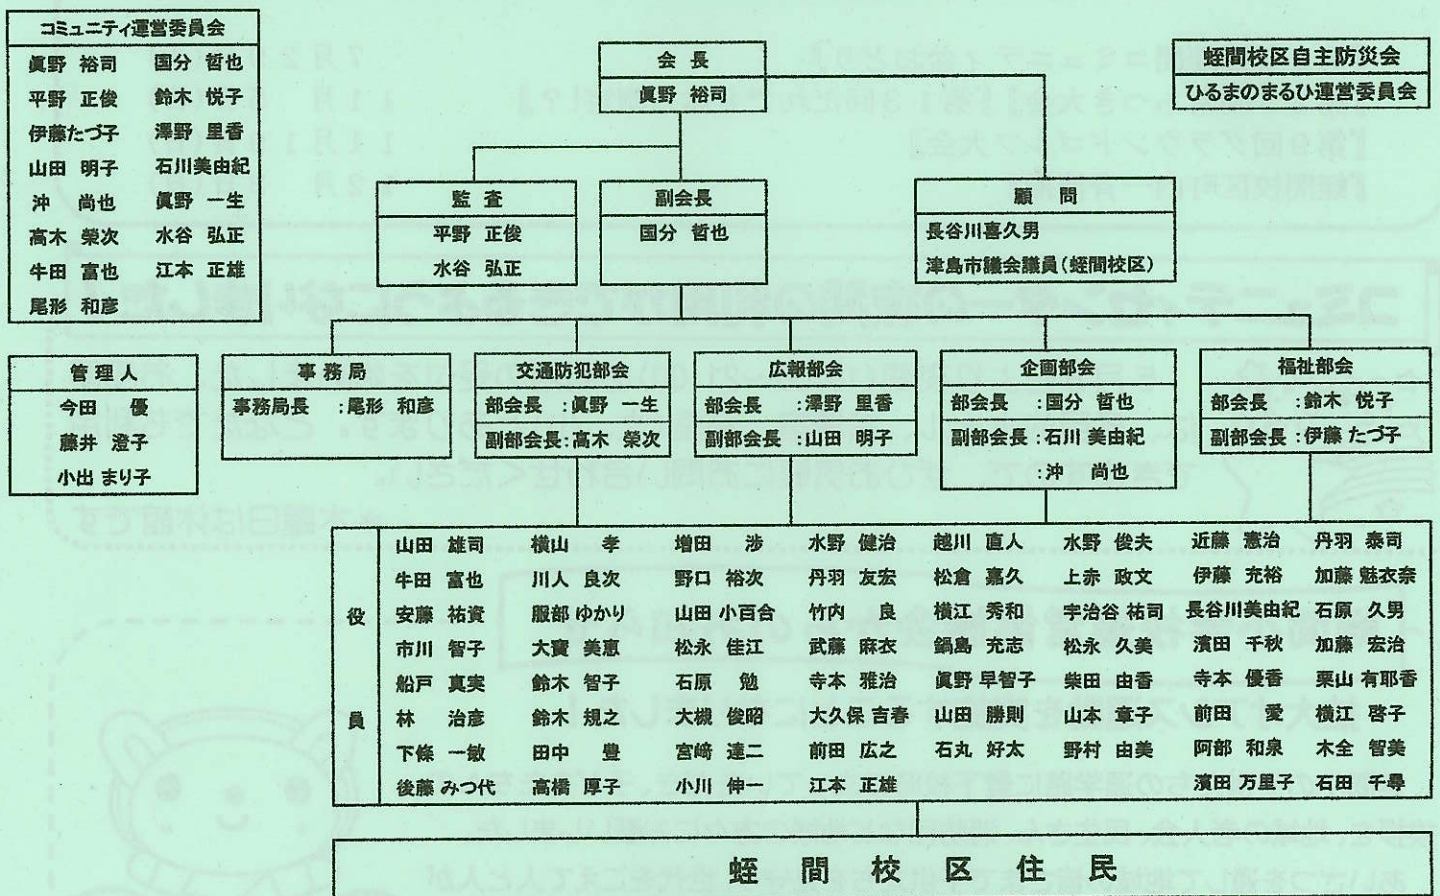 コミュニティ運営委員会
眞野 裕司 国分 哲也
平野 正俊 鈴木 悦子
伊藤たづ子 澤野 里香
山田 明子 石川美由紀
沖 尚也 眞野 一生
高木 榮次 水谷 弘正
牛田 富也 江本 正雄
尾形 和彦
会長
眞野 裕司
蛭間校区自主防災会
ひるまのまるひ運営委員会
監査
平野 正俊
水谷 弘正
副会長
国分 哲也
顧問
長谷川喜久男
津島市議会議員(蛭間校区)
管理人
今田 優
藤井 澄子
小出 まり子
事務局
事務局長 :尾形 和彦
交通防犯部会
部会長 :眞野 一生
副部会長:高木 榮次
広報部会
部会長 :澤野 里香
副部会長:山田 明子
企画部会
部会長 :国分 哲也
副部会長:石川 美由紀
:沖 尚也
福祉部会
部会長 :鈴木 悦子
副部会長:伊藤 たづ子
役員
山田 雄司 横山 孝 増田 渉 水野 健治 越川 直人 水野 俊夫 近藤 憲治 丹羽 泰司
牛田 富也 川人 良次 野口 裕次 丹羽 友宏 松倉 嘉久 上赤 政文 伊藤 充裕 加藤 魅衣奈
安藤 祐資 服部 ゆかり 山田 小百合 竹内 良 横江 秀和 宇治谷 祐司 長谷川美由紀 石原 久男
市川 智子 大寳 美恵 松永 佳江 武藤 麻衣 鍋島 充志 松永 久美 濱田 千秋 加藤 宏治
船戸 真実 鈴木 智子 石原 勉 寺本 雅治 眞野 早智子 柴田 由香 寺本 優香 栗山 有耶香
林 治彦 鈴木 規之 大槻 俊昭 大久保 吉春 山田 勝則 山本 章子 前田 愛 横江 啓子
下條 一敏 田中 豊 宮﨑 達二 前田 広之 石丸 好太 野村 由美 阿部 和泉 木全 智美
後藤 みつ代 高橋 厚子 小川 伸一 江本 正雄 濱田 万里子 石田 千尋
蛭間校区住民